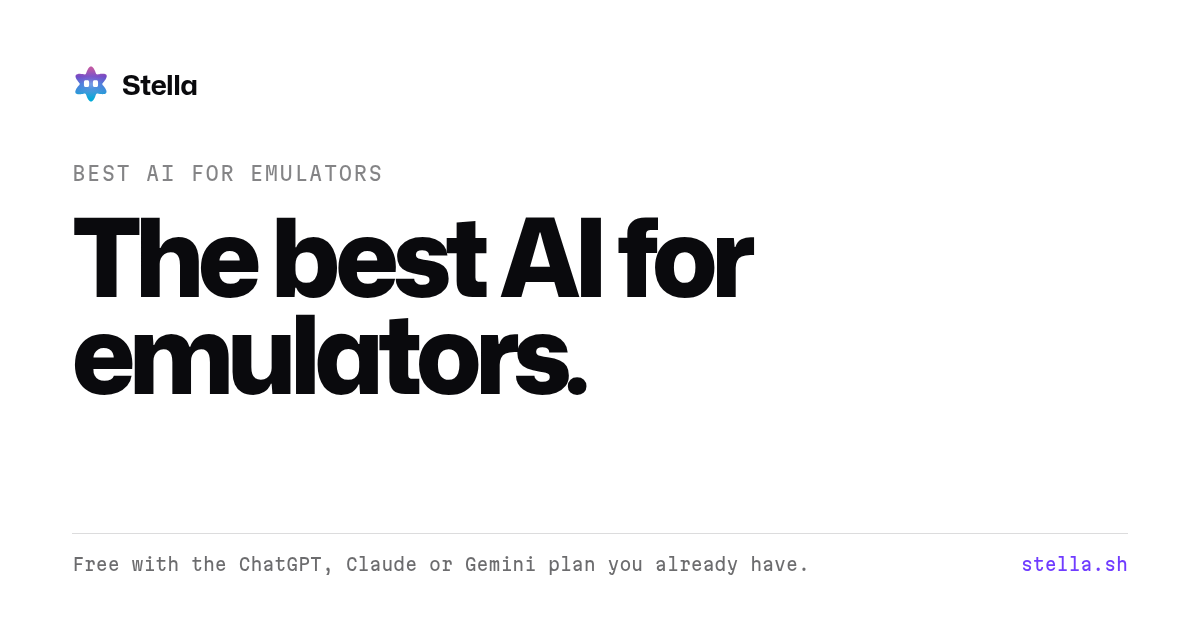 Stella
BEST AI FOR EMULATORS
The best AI for
emulators.
Free with the ChatGPT, Claude or Gemini plan you already have.
stella.sh